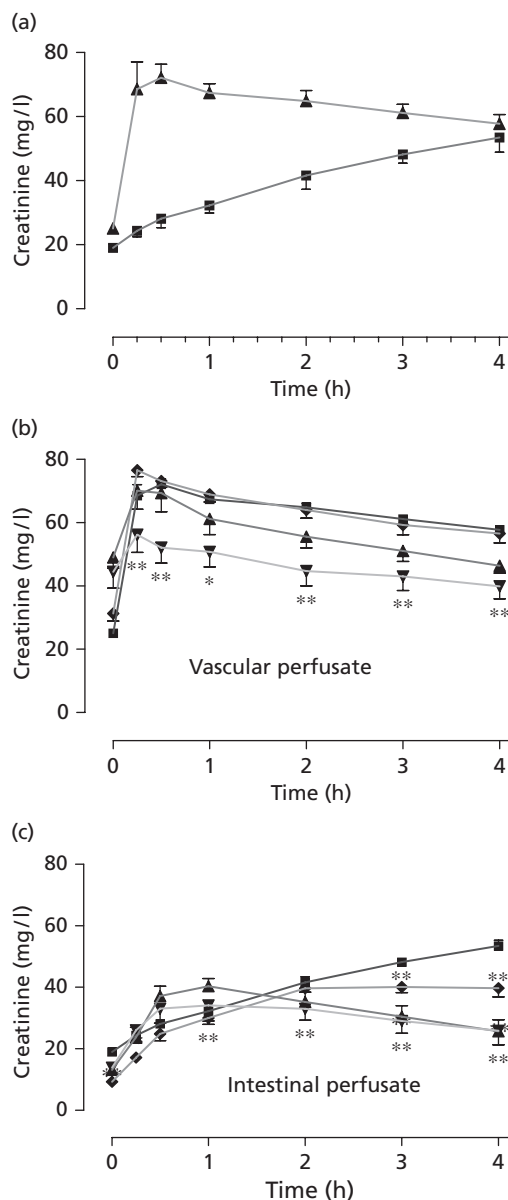 (a)
80
60
40
20
0
Creatinine (mg/l)
0 1 2 3 4
Time (h)
(b)
80
60
40
20
0
Creatinine (mg/l)
** ** * ** ** **
Vascular perfusate
0 1 2 3 4
Time (h)
(c)
80
60
40
20
0
Creatinine (mg/l)
** **
** ** ** **
Intestinal perfusate
0 1 2 3 4
Time (h)